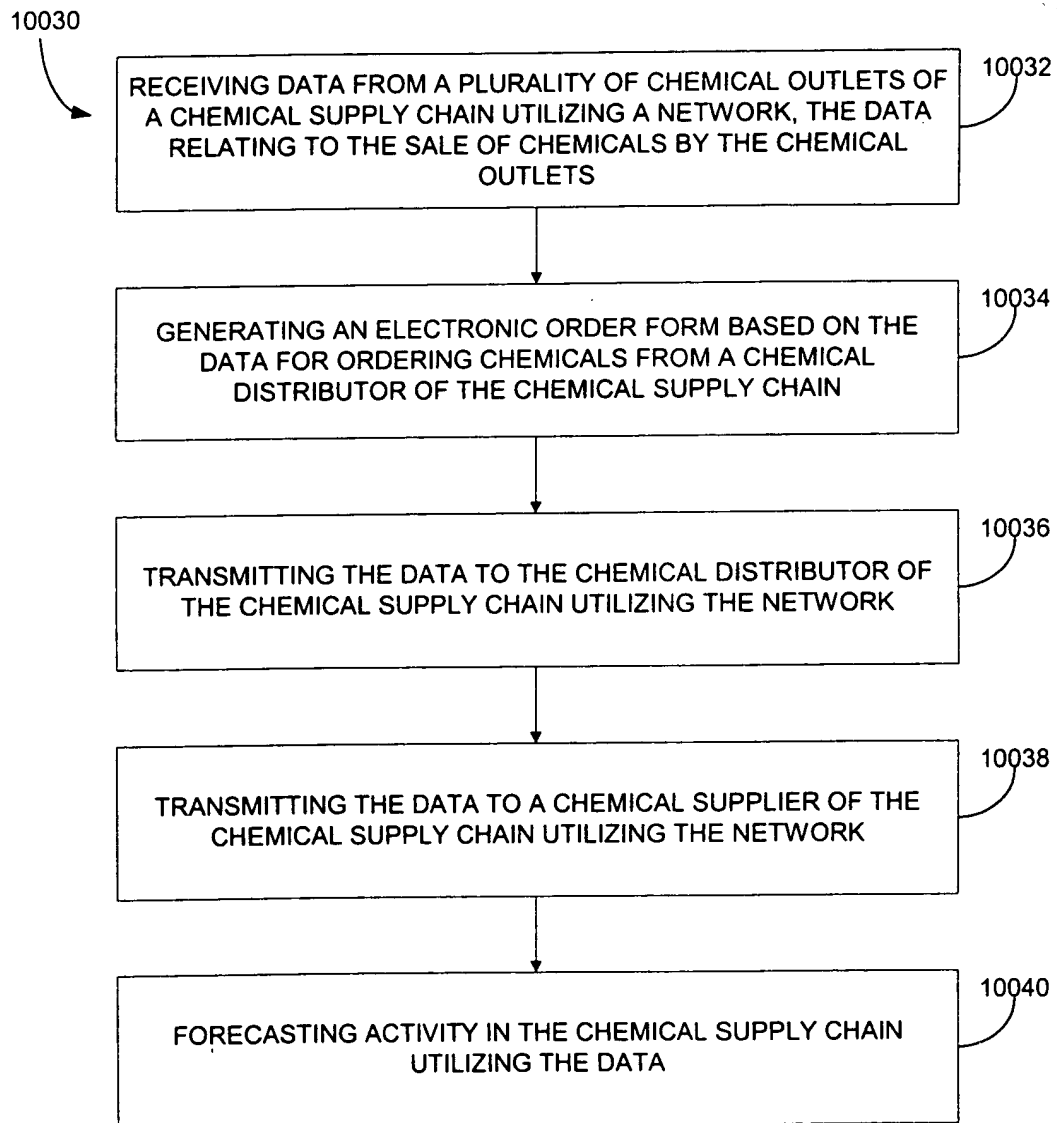 10030
RECEIVING DATA FROM A PLURALITY OF CHEMICAL OUTLETS OF
A CHEMICAL SUPPLY CHAIN UTILIZING A NETWORK, THE DATA
RELATING TO THE SALE OF CHEMICALS BY THE CHEMICAL
OUTLETS
10032
GENERATING AN ELECTRONIC ORDER FORM BASED ON THE
DATA FOR ORDERING CHEMICALS FROM A CHEMICAL
DISTRIBUTOR OF THE CHEMICAL SUPPLY CHAIN
10034
TRANSMITTING THE DATA TO THE CHEMICAL DISTRIBUTOR OF
THE CHEMICAL SUPPLY CHAIN UTILIZING THE NETWORK
10036
TRANSMITTING THE DATA TO A CHEMICAL SUPPLIER OF THE
CHEMICAL SUPPLY CHAIN UTILIZING THE NETWORK
10038
FORECASTING ACTIVITY IN THE CHEMICAL SUPPLY CHAIN
UTILIZING THE DATA
10040